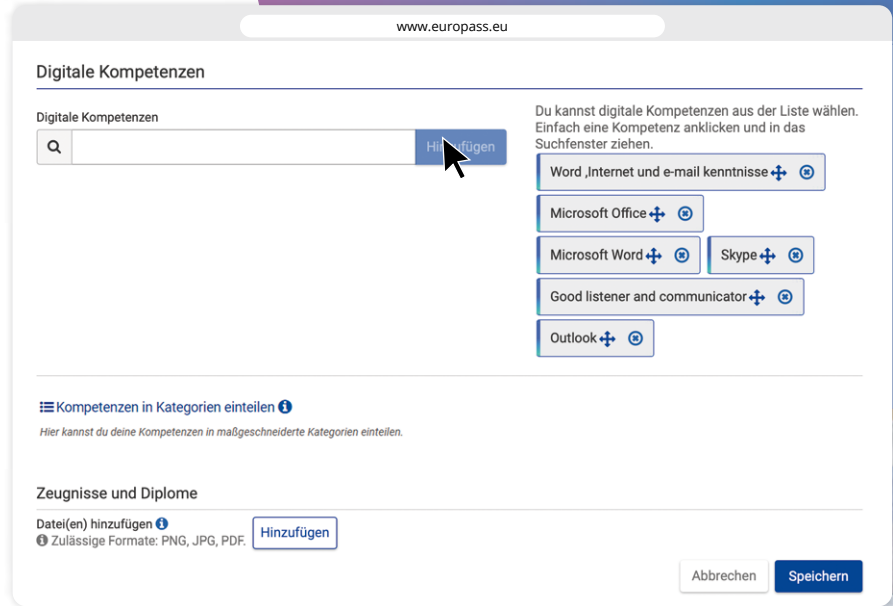 www.europass.eu
Digitale Kompetenzen
Digitale Kompetenzen
Hinzufügen
Du kannst digitale Kompetenzen aus der Liste wählen.
Einfach eine Kompetenz anklicken und in das
Suchfenster ziehen.
Word ,Internet und e-mail kenntnisse
Microsoft Office
Microsoft Word
Skype
Good listener and communicator
Outlook
Kompetenzen in Kategorien einteilen
Hier kannst du deine Kompetenzen in maßgeschneiderte Kategorien einteilen.
Zeugnisse und Diplome
Datei(en) hinzufügen
Zulässige Formate: PNG, JPG, PDF.
Hinzufügen
Abbrechen
Speichern